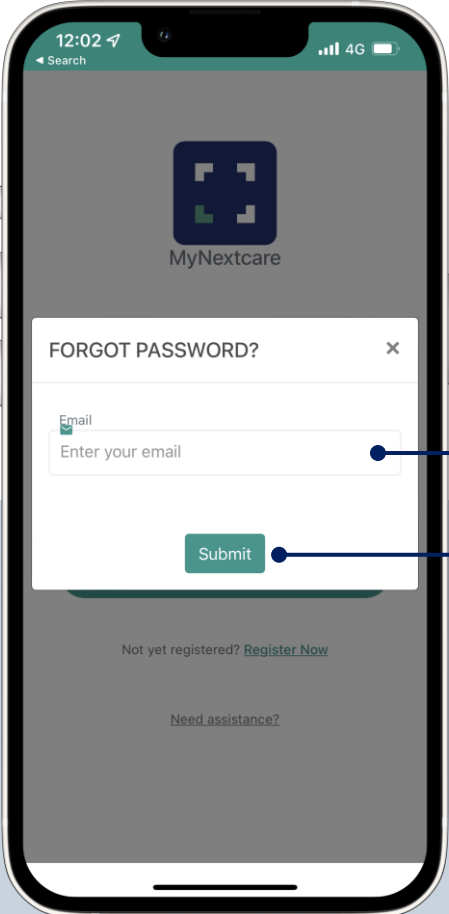 12:02
4G
◄ Search
MyNextcare
FORGOT PASSWORD?
×
Email
Enter your email
Submit
Not yet registered? Register Now
Need assistance?